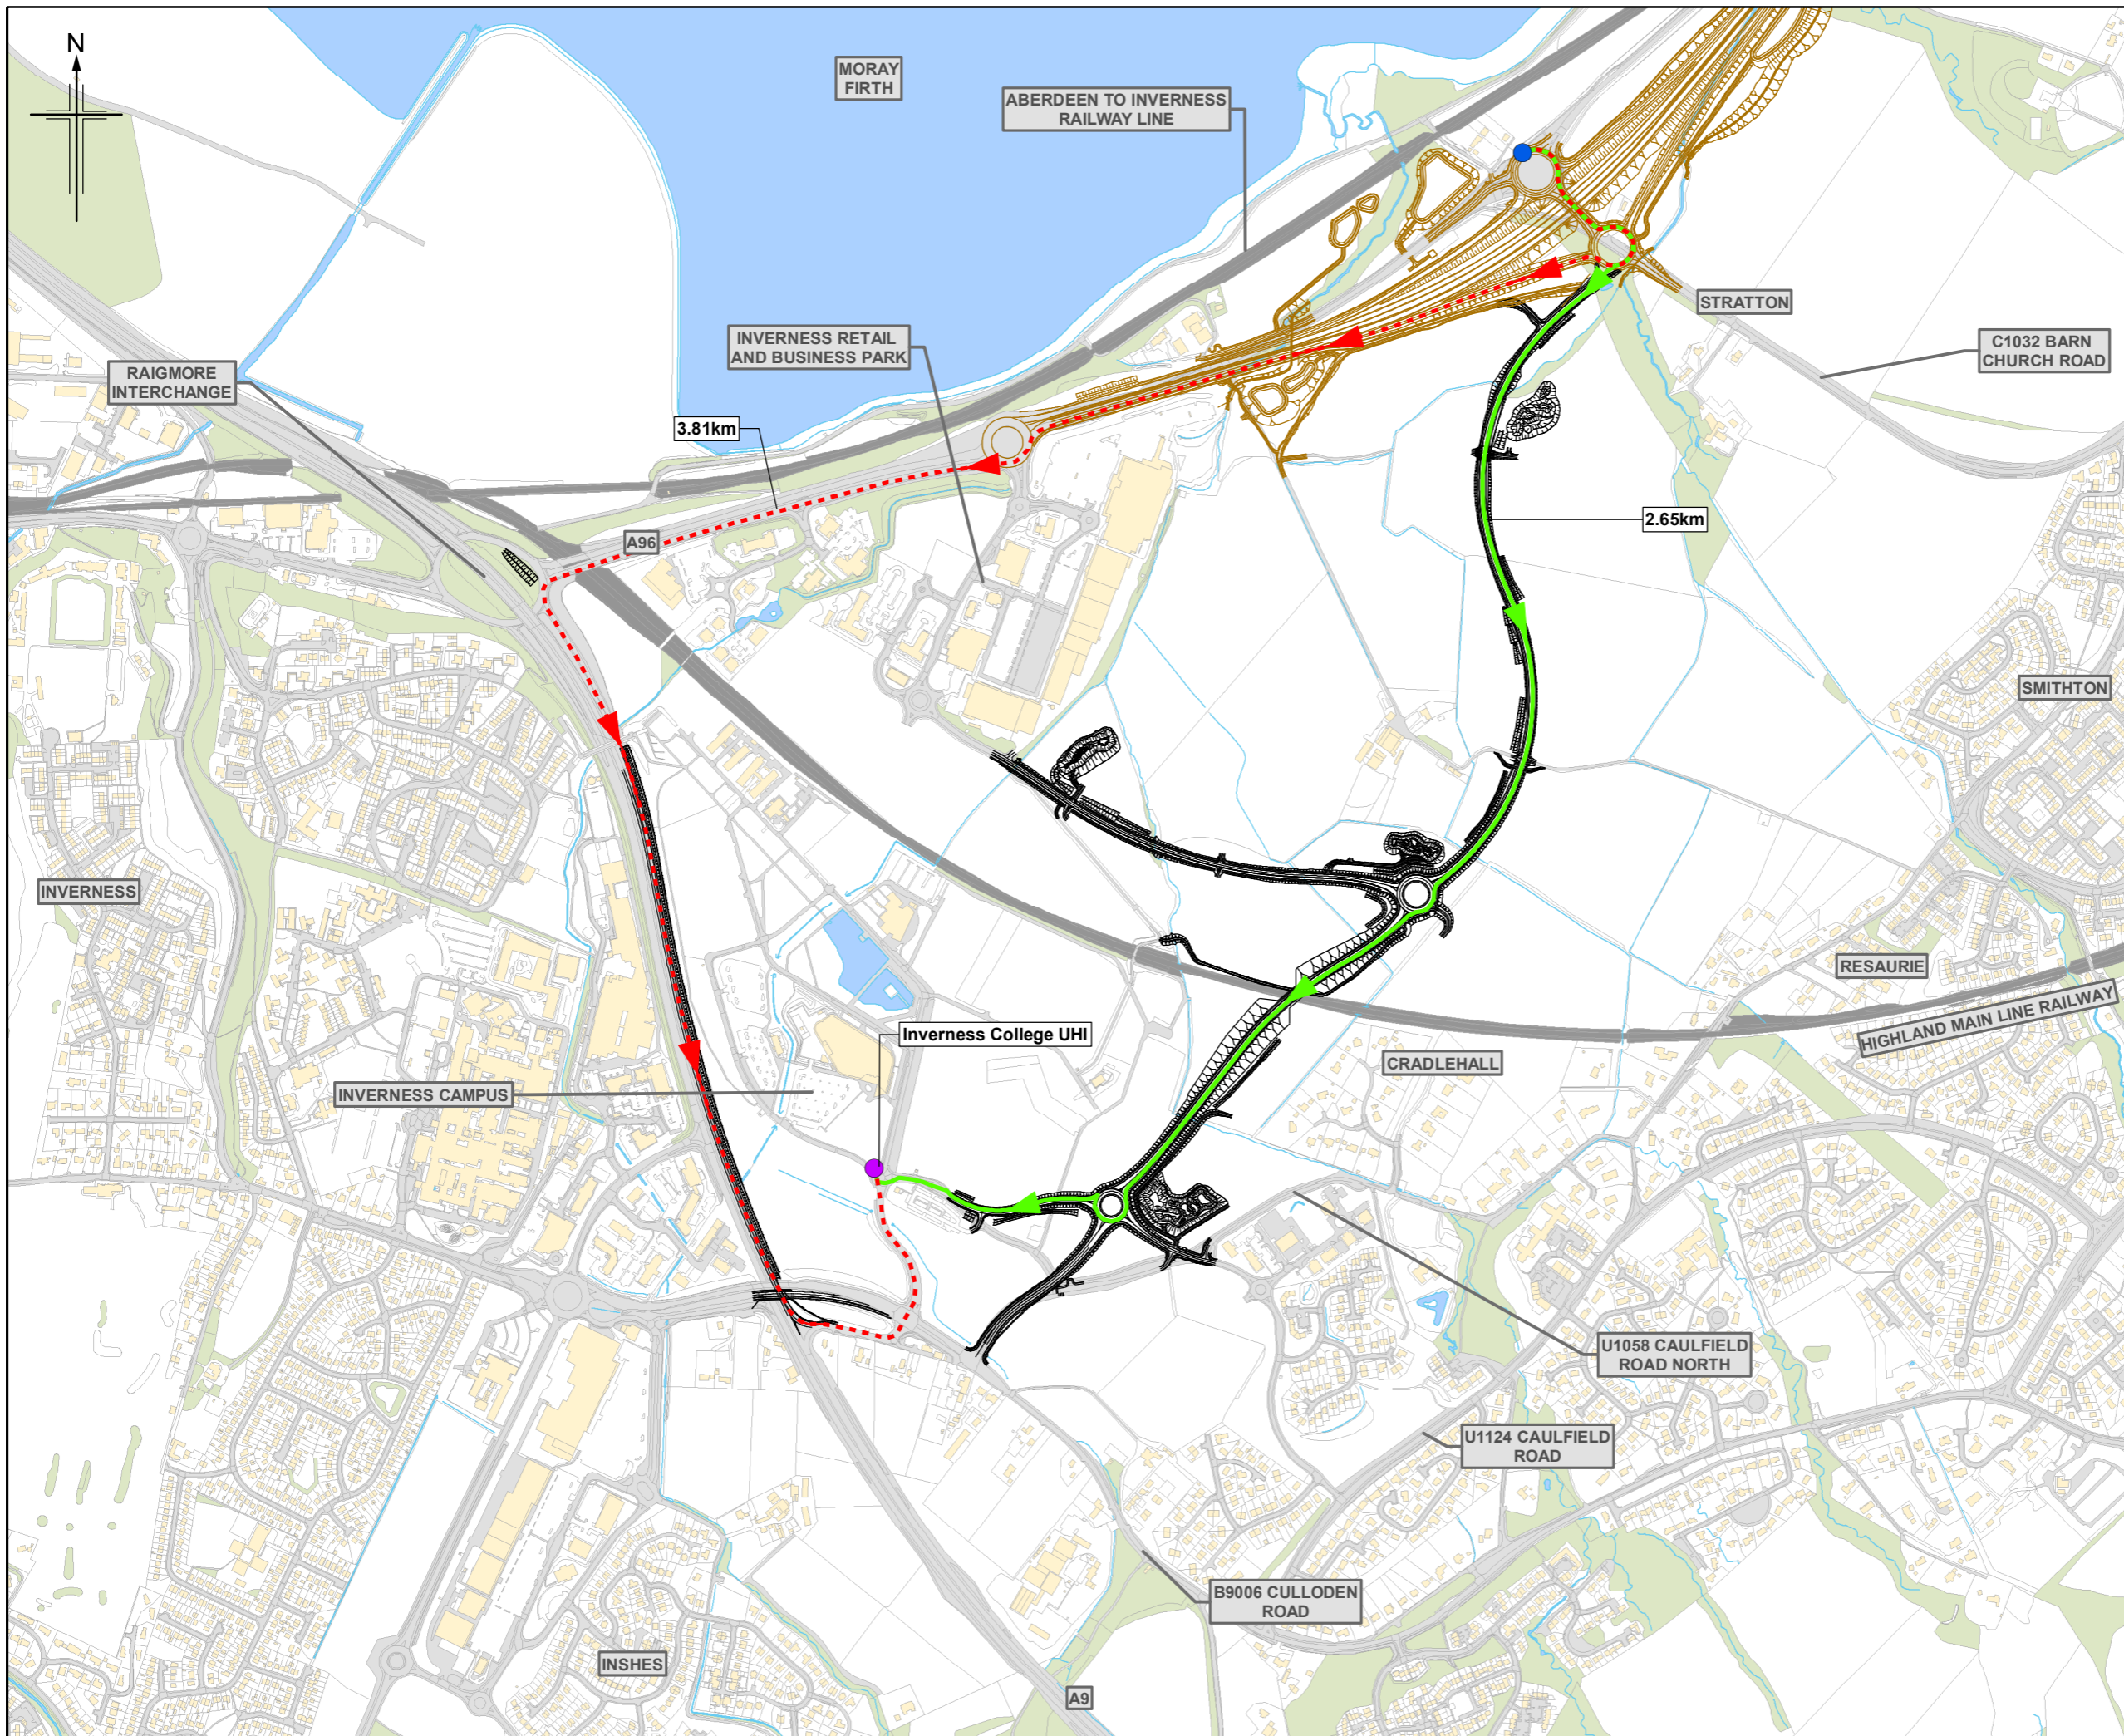 N
MORAY
FIRTH
ABERDEEN TO INVERNESS
RAILWAY LINE
STRATTON
INVERNESS RETAIL
AND BUSINESS PARK
C1032 BARN
CHURCH ROAD
RAIGMORE
INTERCHANGE
3.81km
2.65km
A96
SMITHTON
INVERNESS
RESAURIE
HIGHLAND MAIN LINE RAILWAY
Inverness College UHI
CRADLEHALL
INVERNESS CAMPUS
U1058 CAULFIELD
ROAD NORTH
U1124 CAULFIELD
ROAD
B9006 CULLODEN
ROAD
INSHES
A9